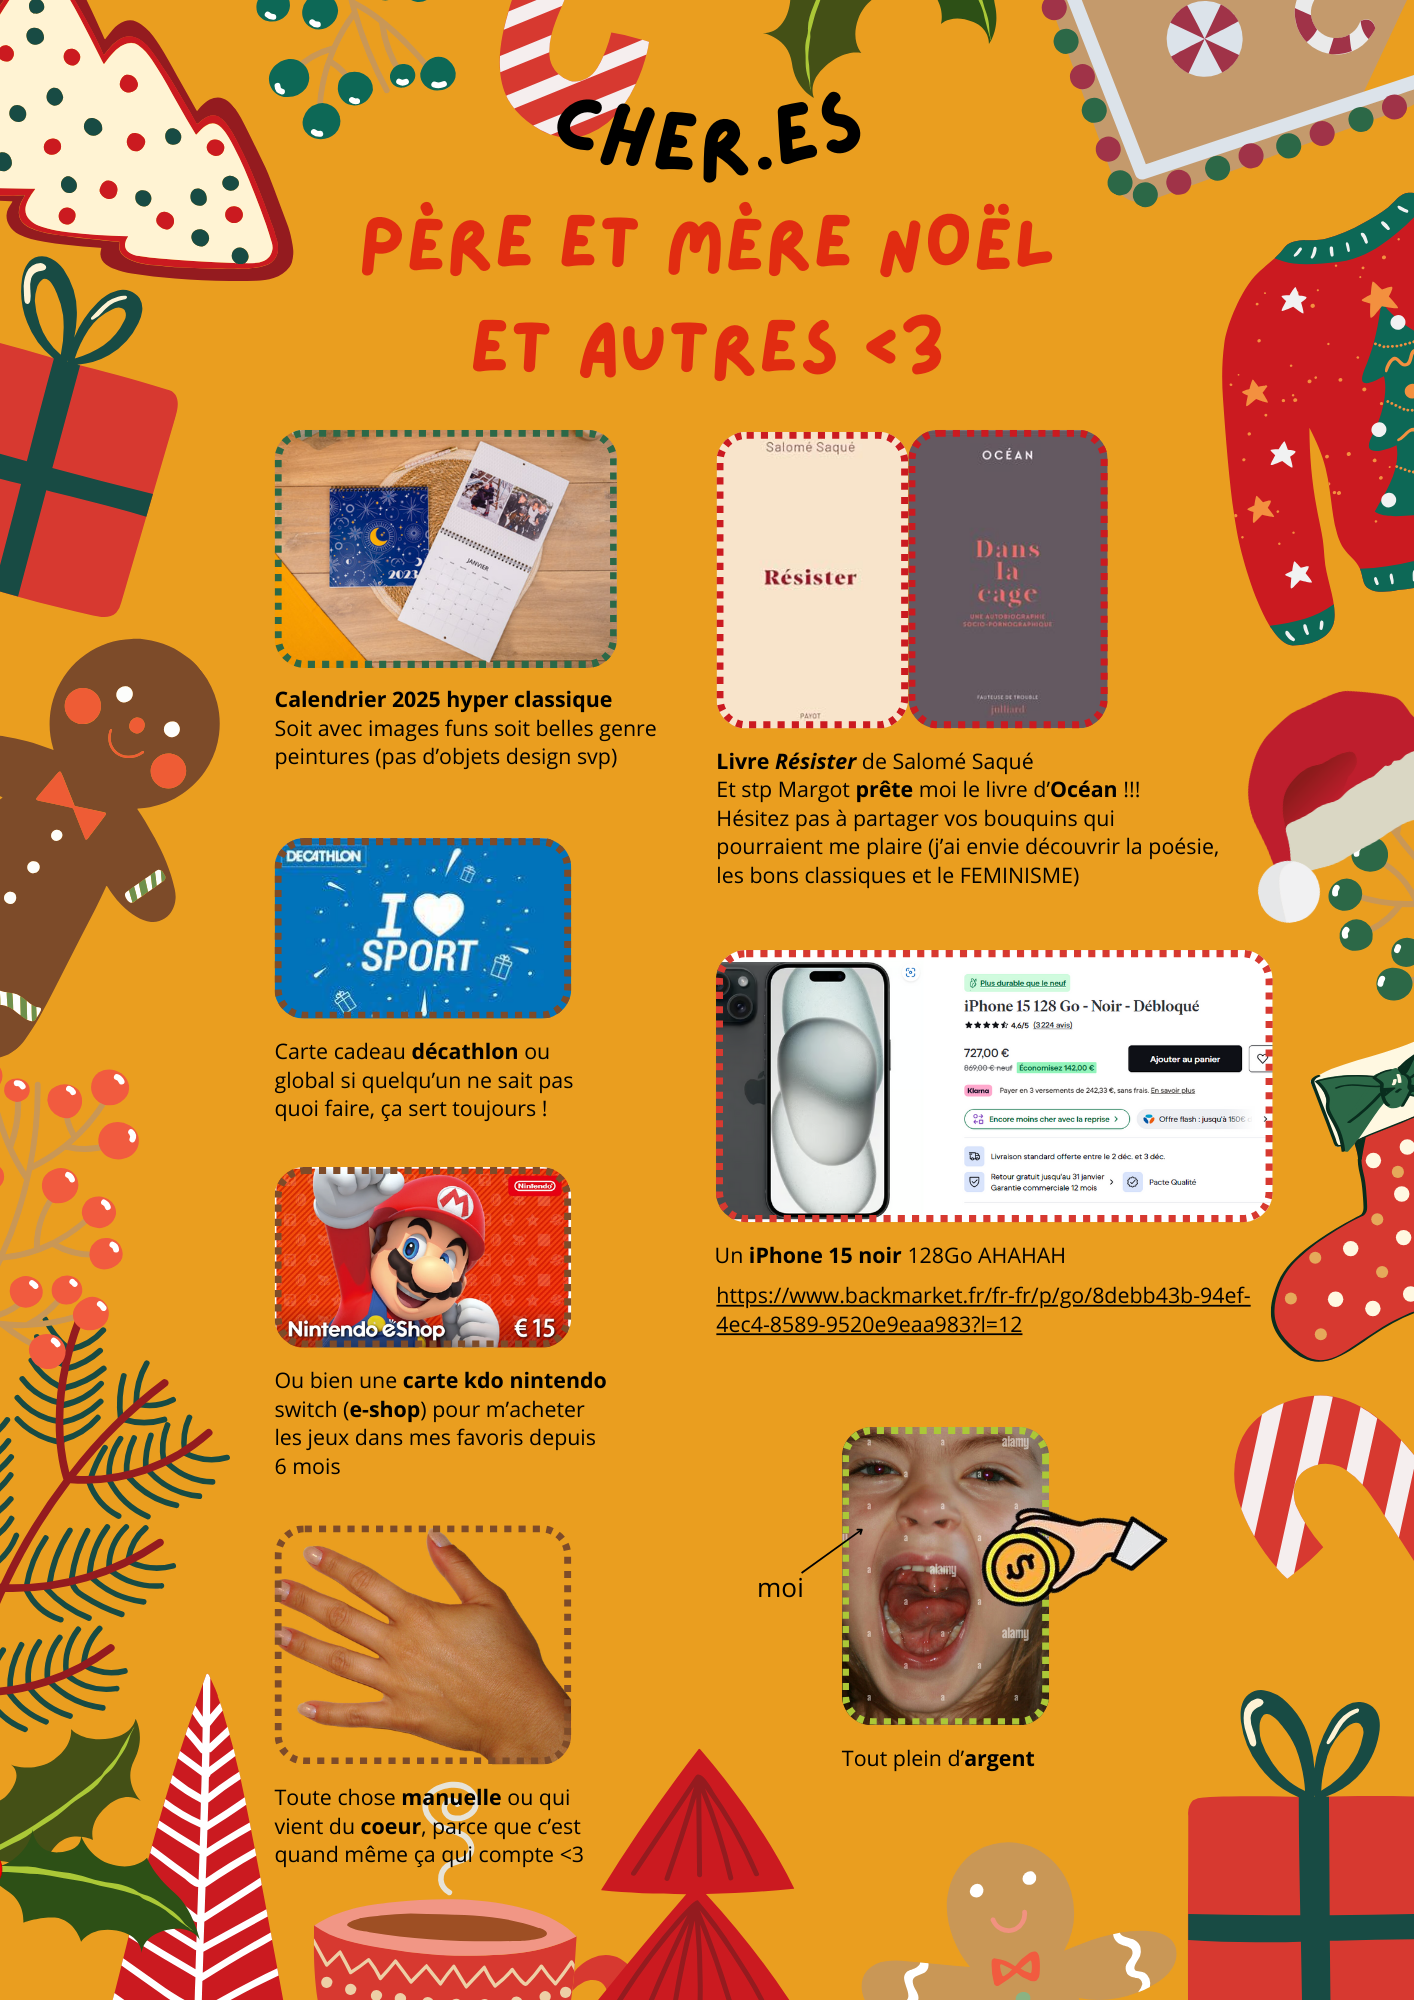 CHER.ES
PÈRE ET MÈRE NOËL
ET AUTRES <3
2023
JANVIER
Calendrier 2025 hyper classique
Soit avec images funs soit belles genre
peintures (pas d'objets design svp)
Salomé Saqué
Résister
PAYOT
OCÉAN
Dans
la
cage
UNE AUTOBIOGRAPHIE
SOCIO-PORNOGRAPHIQUE
FAUTEUSE DE TROUBLE
julliard
Livre Résister de Salomé Saqué
Et stp Margot prête moi le livre d'Océan !!!
Hésitez pas à partager vos bouquins qui
pourraient me plaire (j'ai envie découvrir la poésie,
les bons classiques et le FEMINISME)
DECATHLON
I
SPORT
Carte cadeau décathlon ou
global si quelqu'un ne sait pas
quoi faire, ça sert toujours !
Plus durable que le neuf
iPhone 15 128 Go - Noir - Débloqué
4,6/5 (3 224 avis)
727,00 €
869,00 € neuf Économisez 142,00 €
Ajouter au panier
Klarna Payer en 3 versements de 242,33 €, sans frais. En savoir plus
Encore moins cher avec la reprise
Offre flash : jusqu'à 150€
Livraison standard offerte entre le 2 déc. et 3 déc.
Retour gratuit jusqu'au 31 janvier
Garantie commerciale 12 mois
Pacte Qualité
Un iPhone 15 noir 128Go AHAHAH
https://www.backmarket.fr/fr-fr/p/go/8debb43b-94ef-
4ec4-8589-9520e9eaa983?l=12
Nintendo
M
Nintendo eShop €15
Ou bien une carte kdo nintendo
switch (e-shop) pour m'acheter
les jeux dans mes favoris depuis
6 mois
alamy
alamy
alamy
moi
Tout plein d'argent
Toute chose manuelle ou qui
vient du coeur, parce que c'est
quand même ça qui compte <3